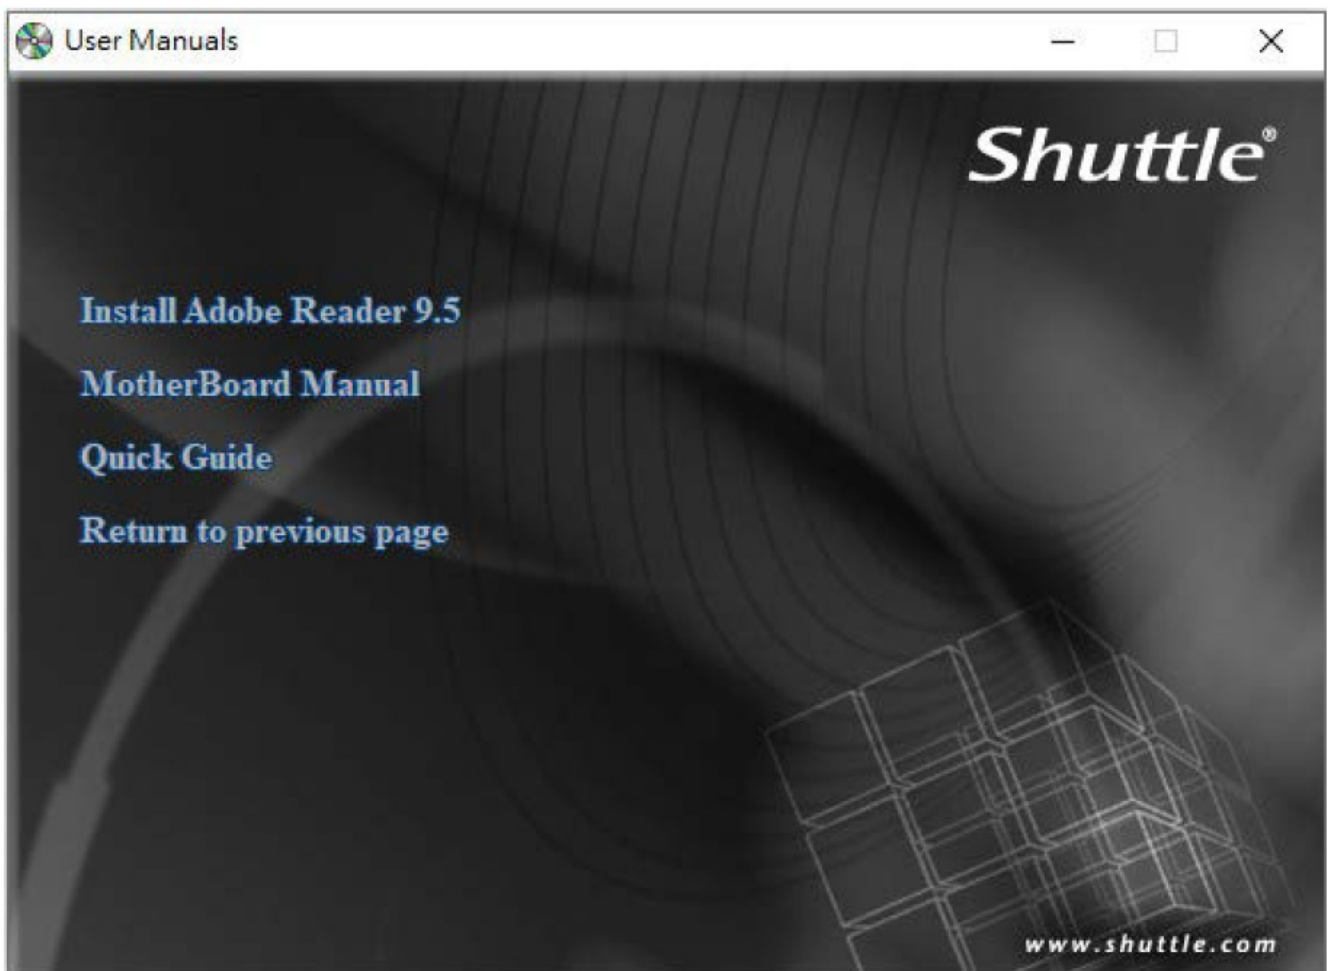 User Manuals
Shuttle®
Install Adobe Reader 9.5
MotherBoard Manual
Quick Guide
Return to previous page
www.shuttle.com